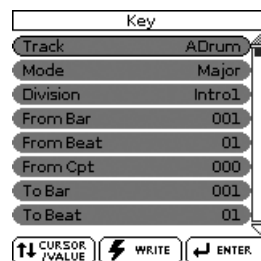 Key
Track ADrum
Mode Major
Division Intro1
From Bar 001
From Beat 01
From Cpt 000
To Bar 001
To Beat 01
CURSOR /VALUE WRITE ENTER